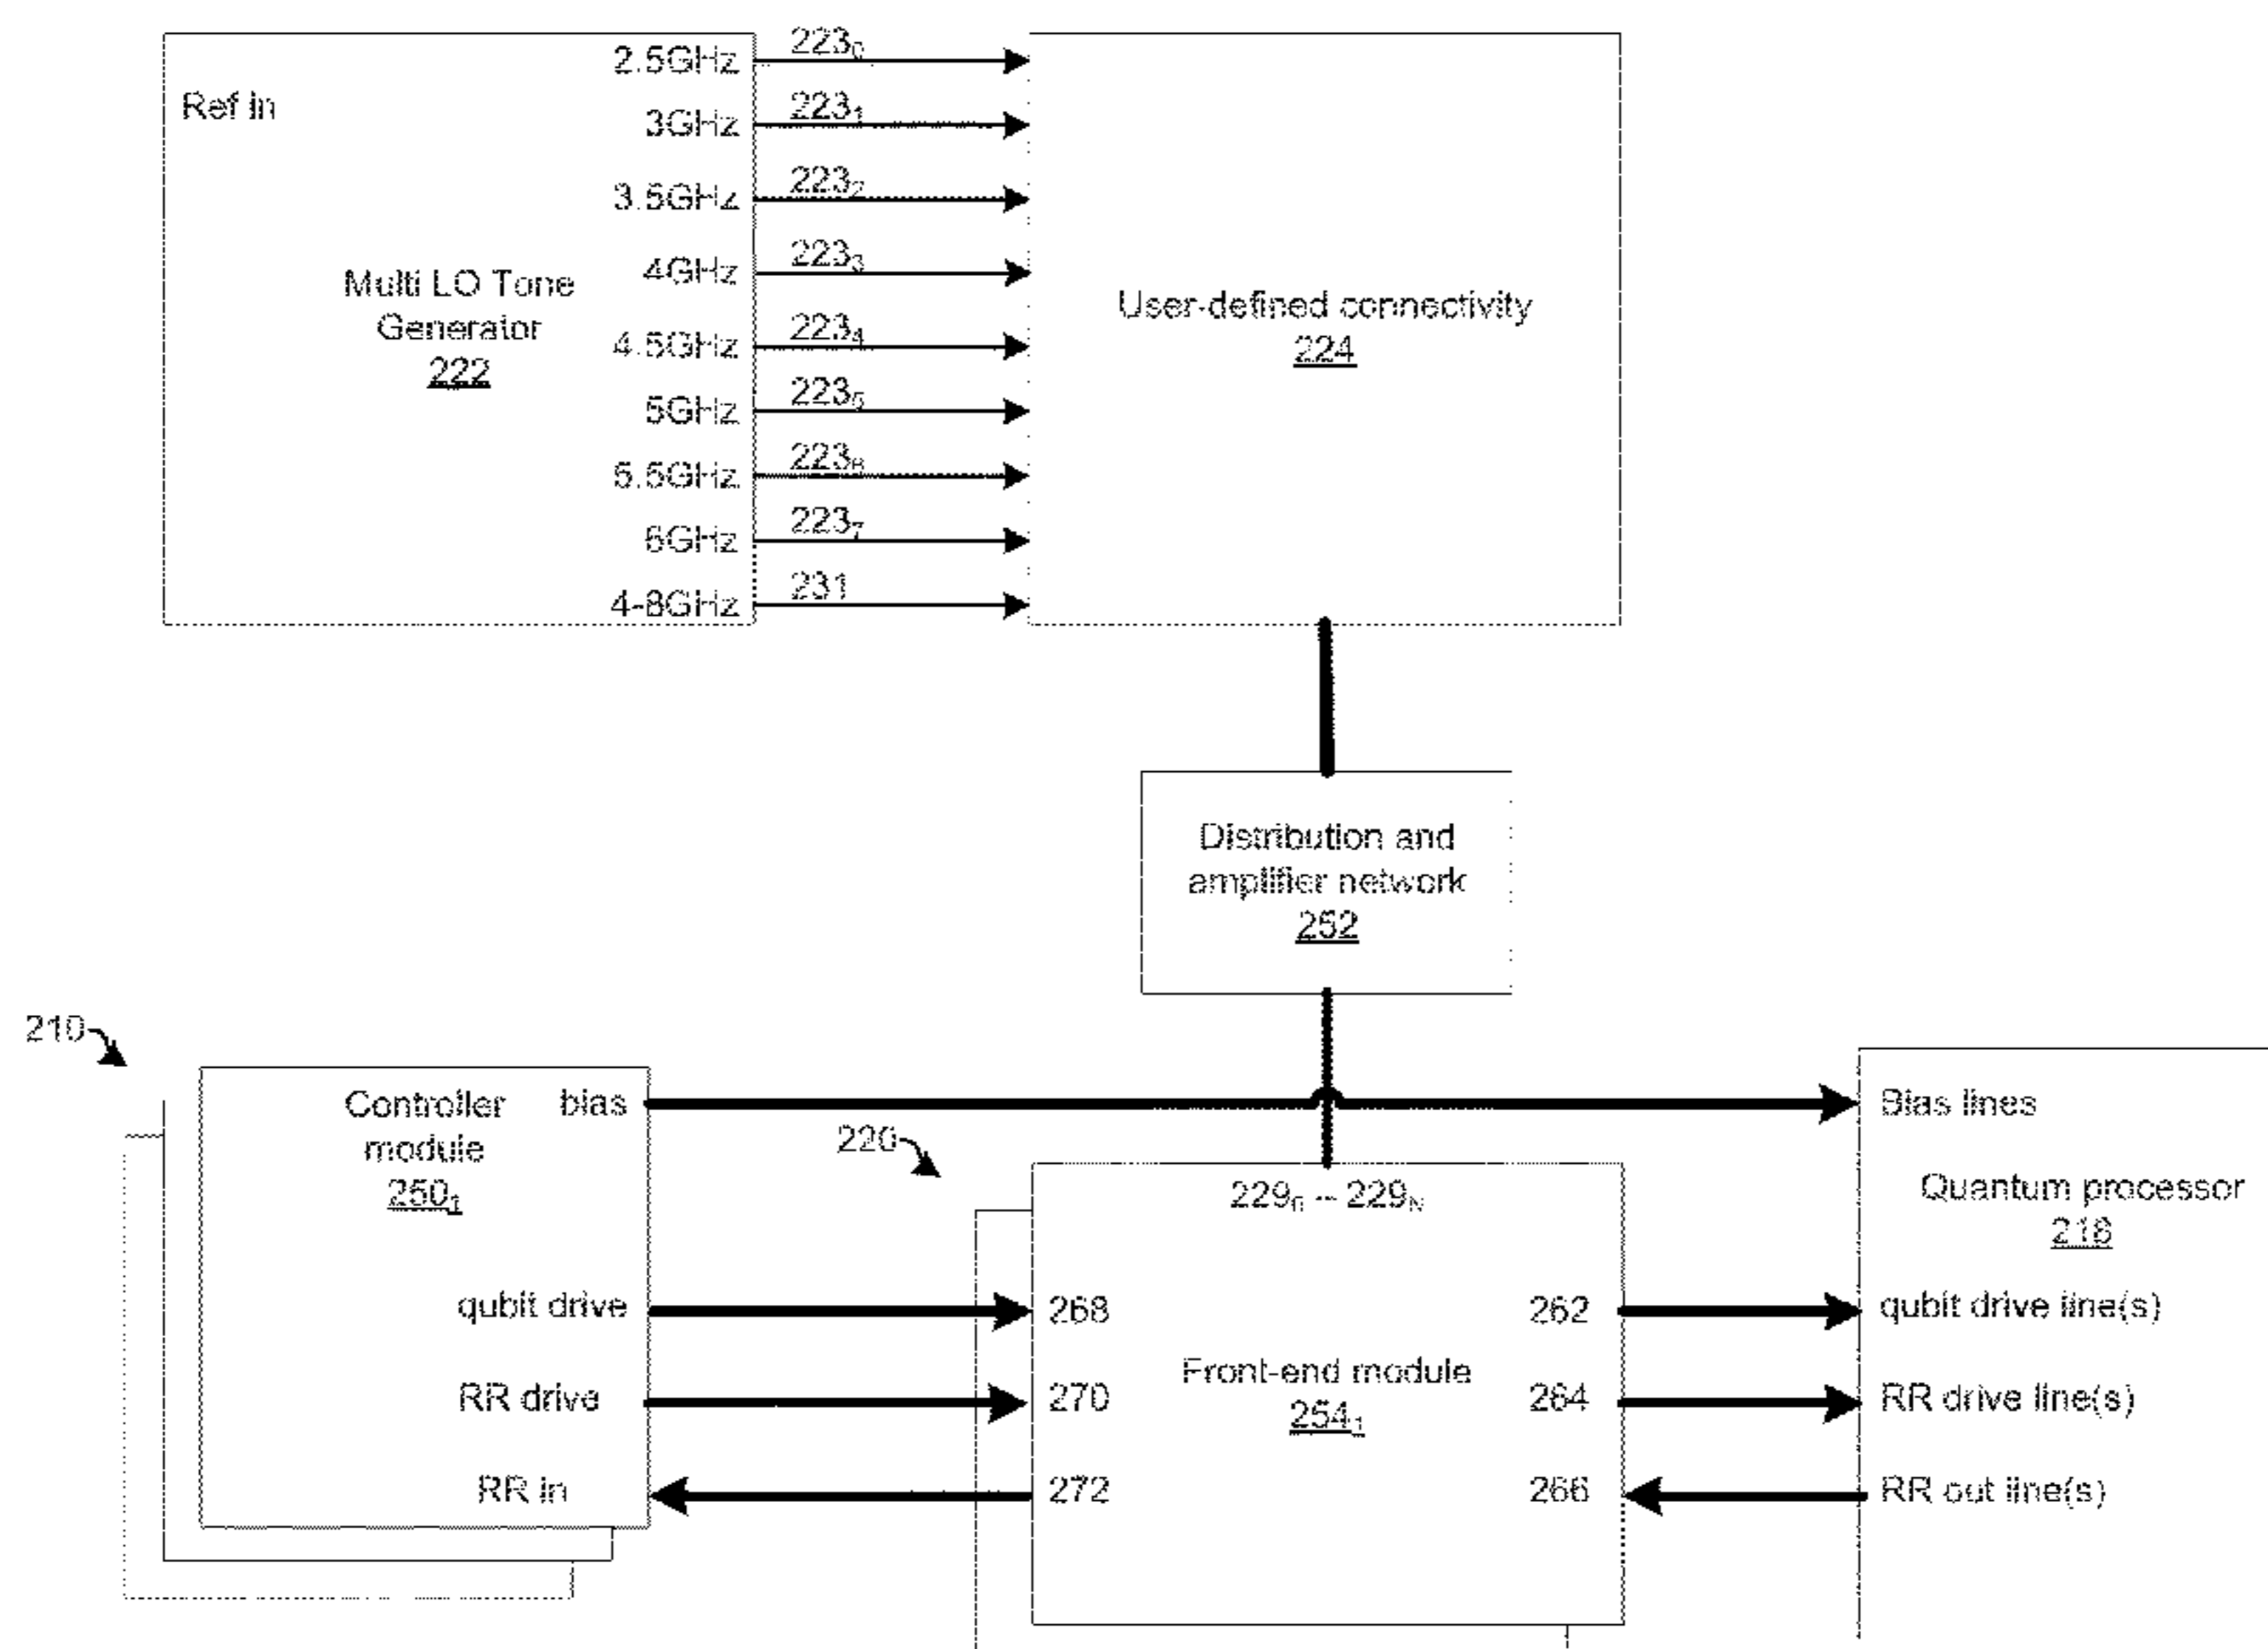 Ref in
2.5GHz 223₀
3GHz 223₁
3.5GHz 223₂
4GHz 223₃
4.5GHz 223₄
5GHz 223₅
5.5GHz 223₆
6GHz 223₇
4-8GHz 231
Multi LO Tone
Generator
222
User-defined connectivity
224
Distribution and
amplifier network
252
210
Controller
module
250₁
bias
qubit drive
RR drive
RR in
220
229₀ – 229N
268
270
272
Front-end module
254₁
262
264
266
Bias lines
Quantum processor
218
qubit drive line(s)
RR drive line(s)
RR out line(s)